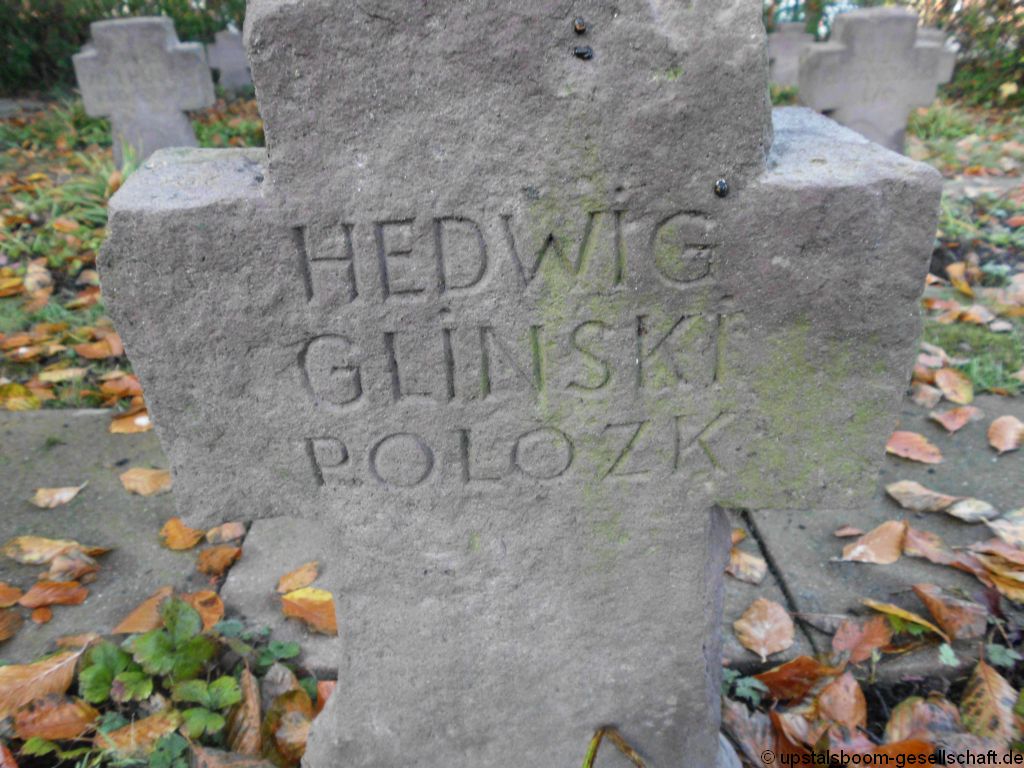 HEDWIG
GLINSKI
P. POLOZK
© upstalsboom-gesellschaft.de